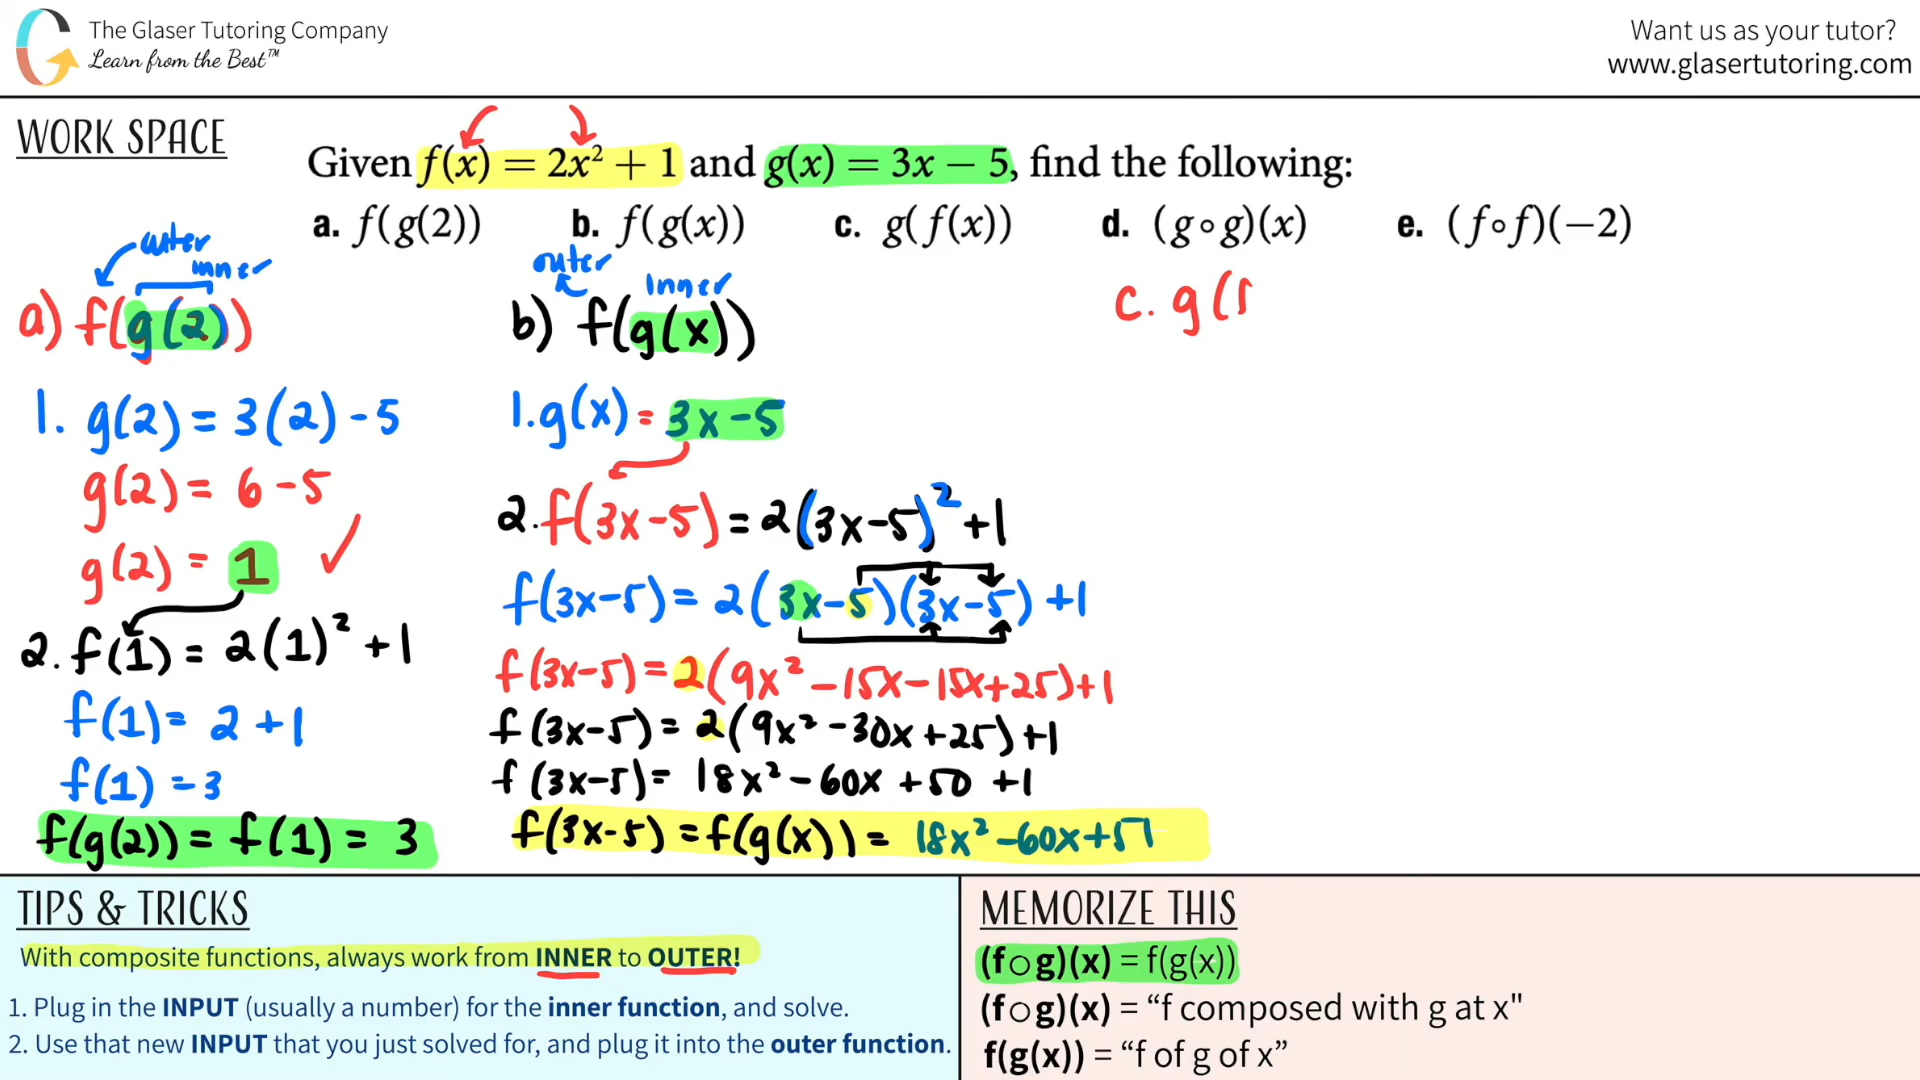 The Glaser Tutoring Company
Learn from the Best™
Want us as your tutor?
www.glasertutoring.com
WORK SPACE
Given f(x) = 2x² + 1 and g(x) = 3x − 5, find the following:
a. f(g(2)) b. f(g(x)) c. g(f(x)) d. (g∘g)(x) e. (f∘f)(−2)
outer
inner
a) f(g(2))
1. g(2) = 3(2) - 5
g(2) = 6 - 5
g(2) = 1 ✓
2. f(1) = 2(1)² + 1
f(1) = 2 + 1
f(1) = 3
f(g(2)) = f(1) = 3
outer
inner
b) f(g(x))
1. g(x) = 3x - 5
2. f(3x-5) = 2(3x-5)² + 1
f(3x-5) = 2(3x-5)(3x-5) + 1
f(3x-5) = 2(9x² - 15x - 15x + 25) + 1
f(3x-5) = 2(9x² - 30x + 25) + 1
f(3x-5) = 18x² - 60x + 50 + 1
f(3x-5) = f(g(x)) = 18x² - 60x + 51
c. g(f
TIPS & TRICKS
With composite functions, always work from INNER to OUTER!
1. Plug in the INPUT (usually a number) for the inner function, and solve.
2. Use that new INPUT that you just solved for, and plug it into the outer function.
MEMORIZE THIS
(f○g)(x) = f(g(x))
(f○g)(x) = “f composed with g at x"
f(g(x)) = “f of g of x”